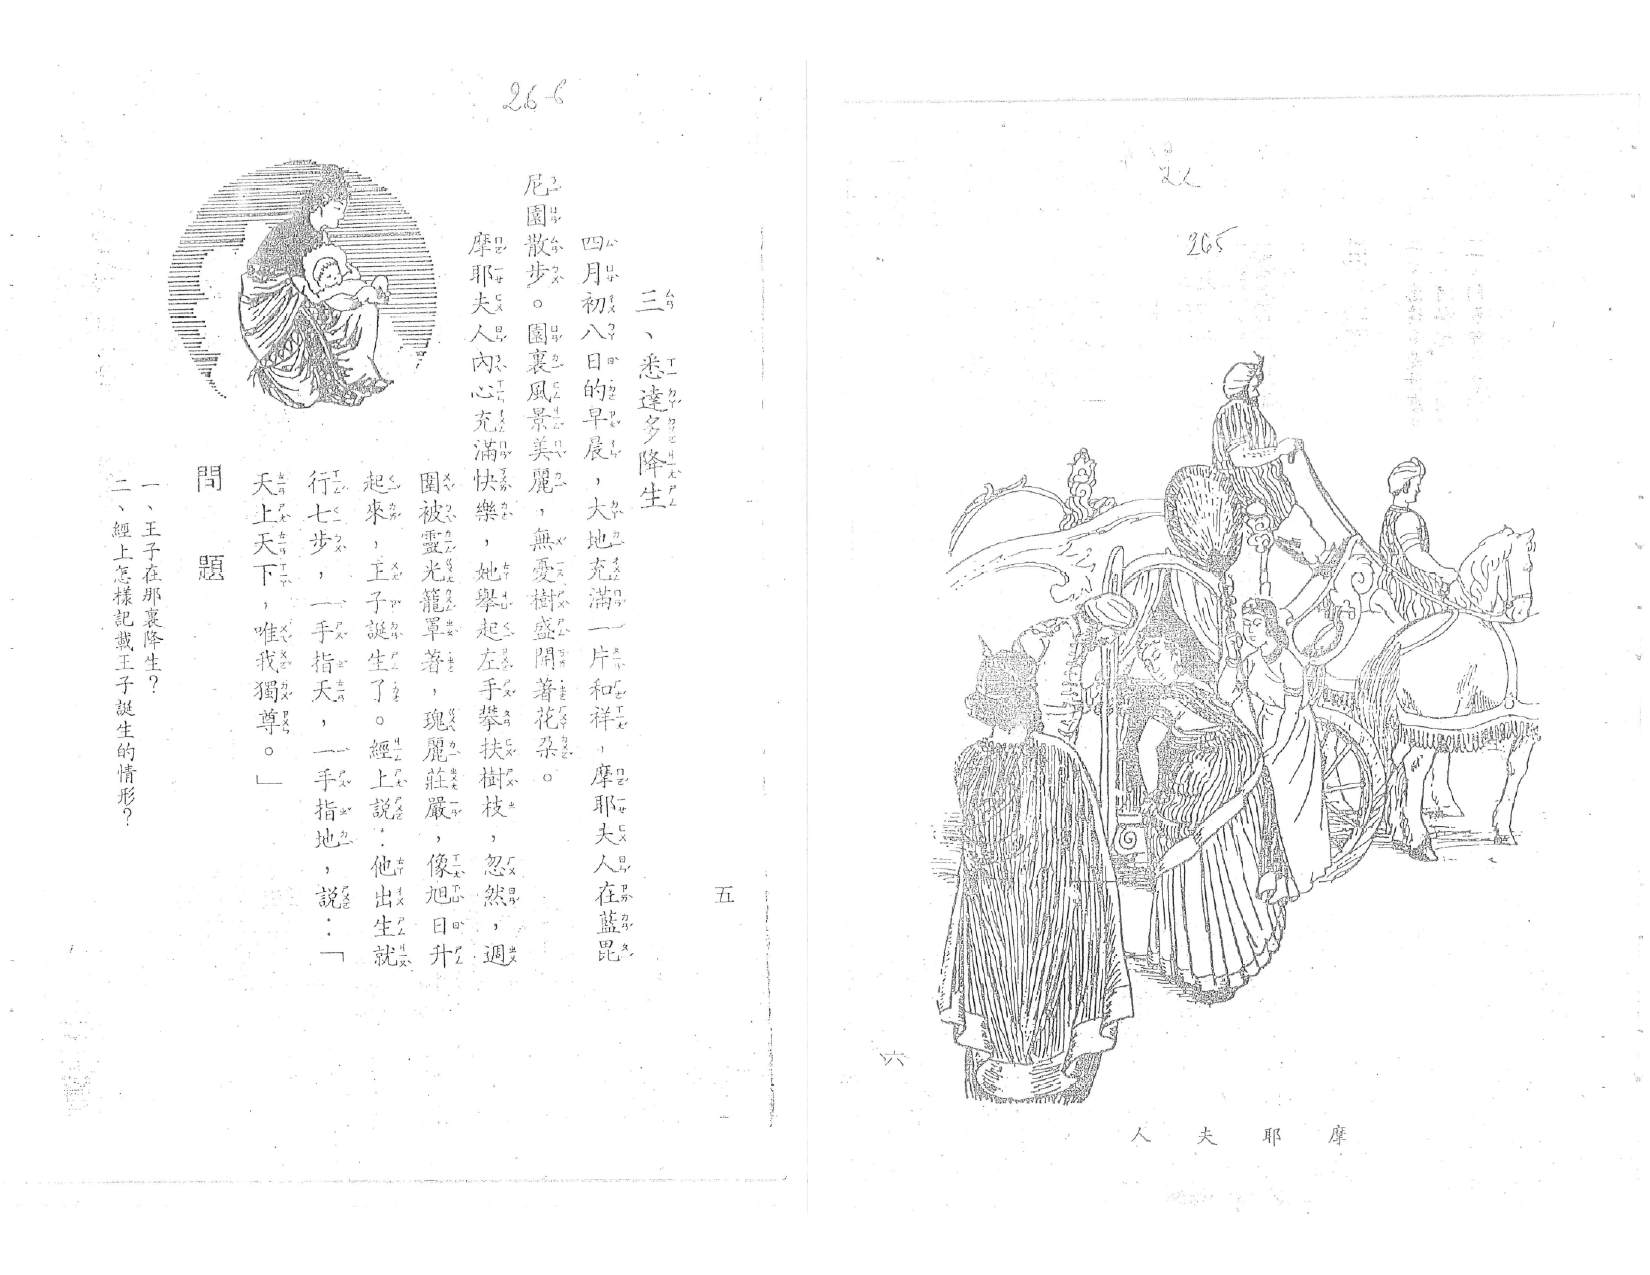 26-6
三、悉達多降生
四月初八日的早晨，大地充滿一片和祥，摩耶夫人在藍毘
尼園散步。園裏風景美麗，無憂樹盛開著花朵。
摩耶夫人內心充滿快樂，她舉起左手攀扶樹枝，忽然，週
圍被靈光籠罩著，瑰麗莊嚴，像旭日升
起來，王子誕生了。經上説：他出生就
行七步，一手指天，一手指地，説：「
天上天下，唯我獨尊。」
問題
一、王子在那裏降生？
二、經上怎樣記載王子誕生的情形？
五
265
六
人夫耶摩